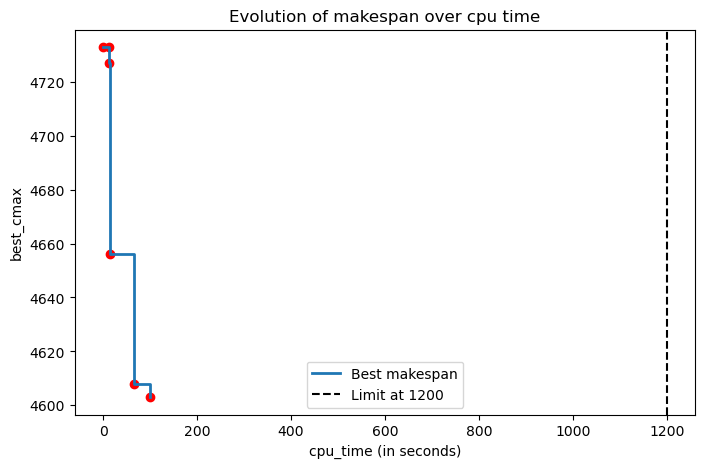 Evolution of makespan over cpu time
best_cmax
4720
4700
4680
4660
4640
4620
4600
Best makespan
Limit at 1200
0 200 400 600 800 1000 1200
cpu_time (in seconds)